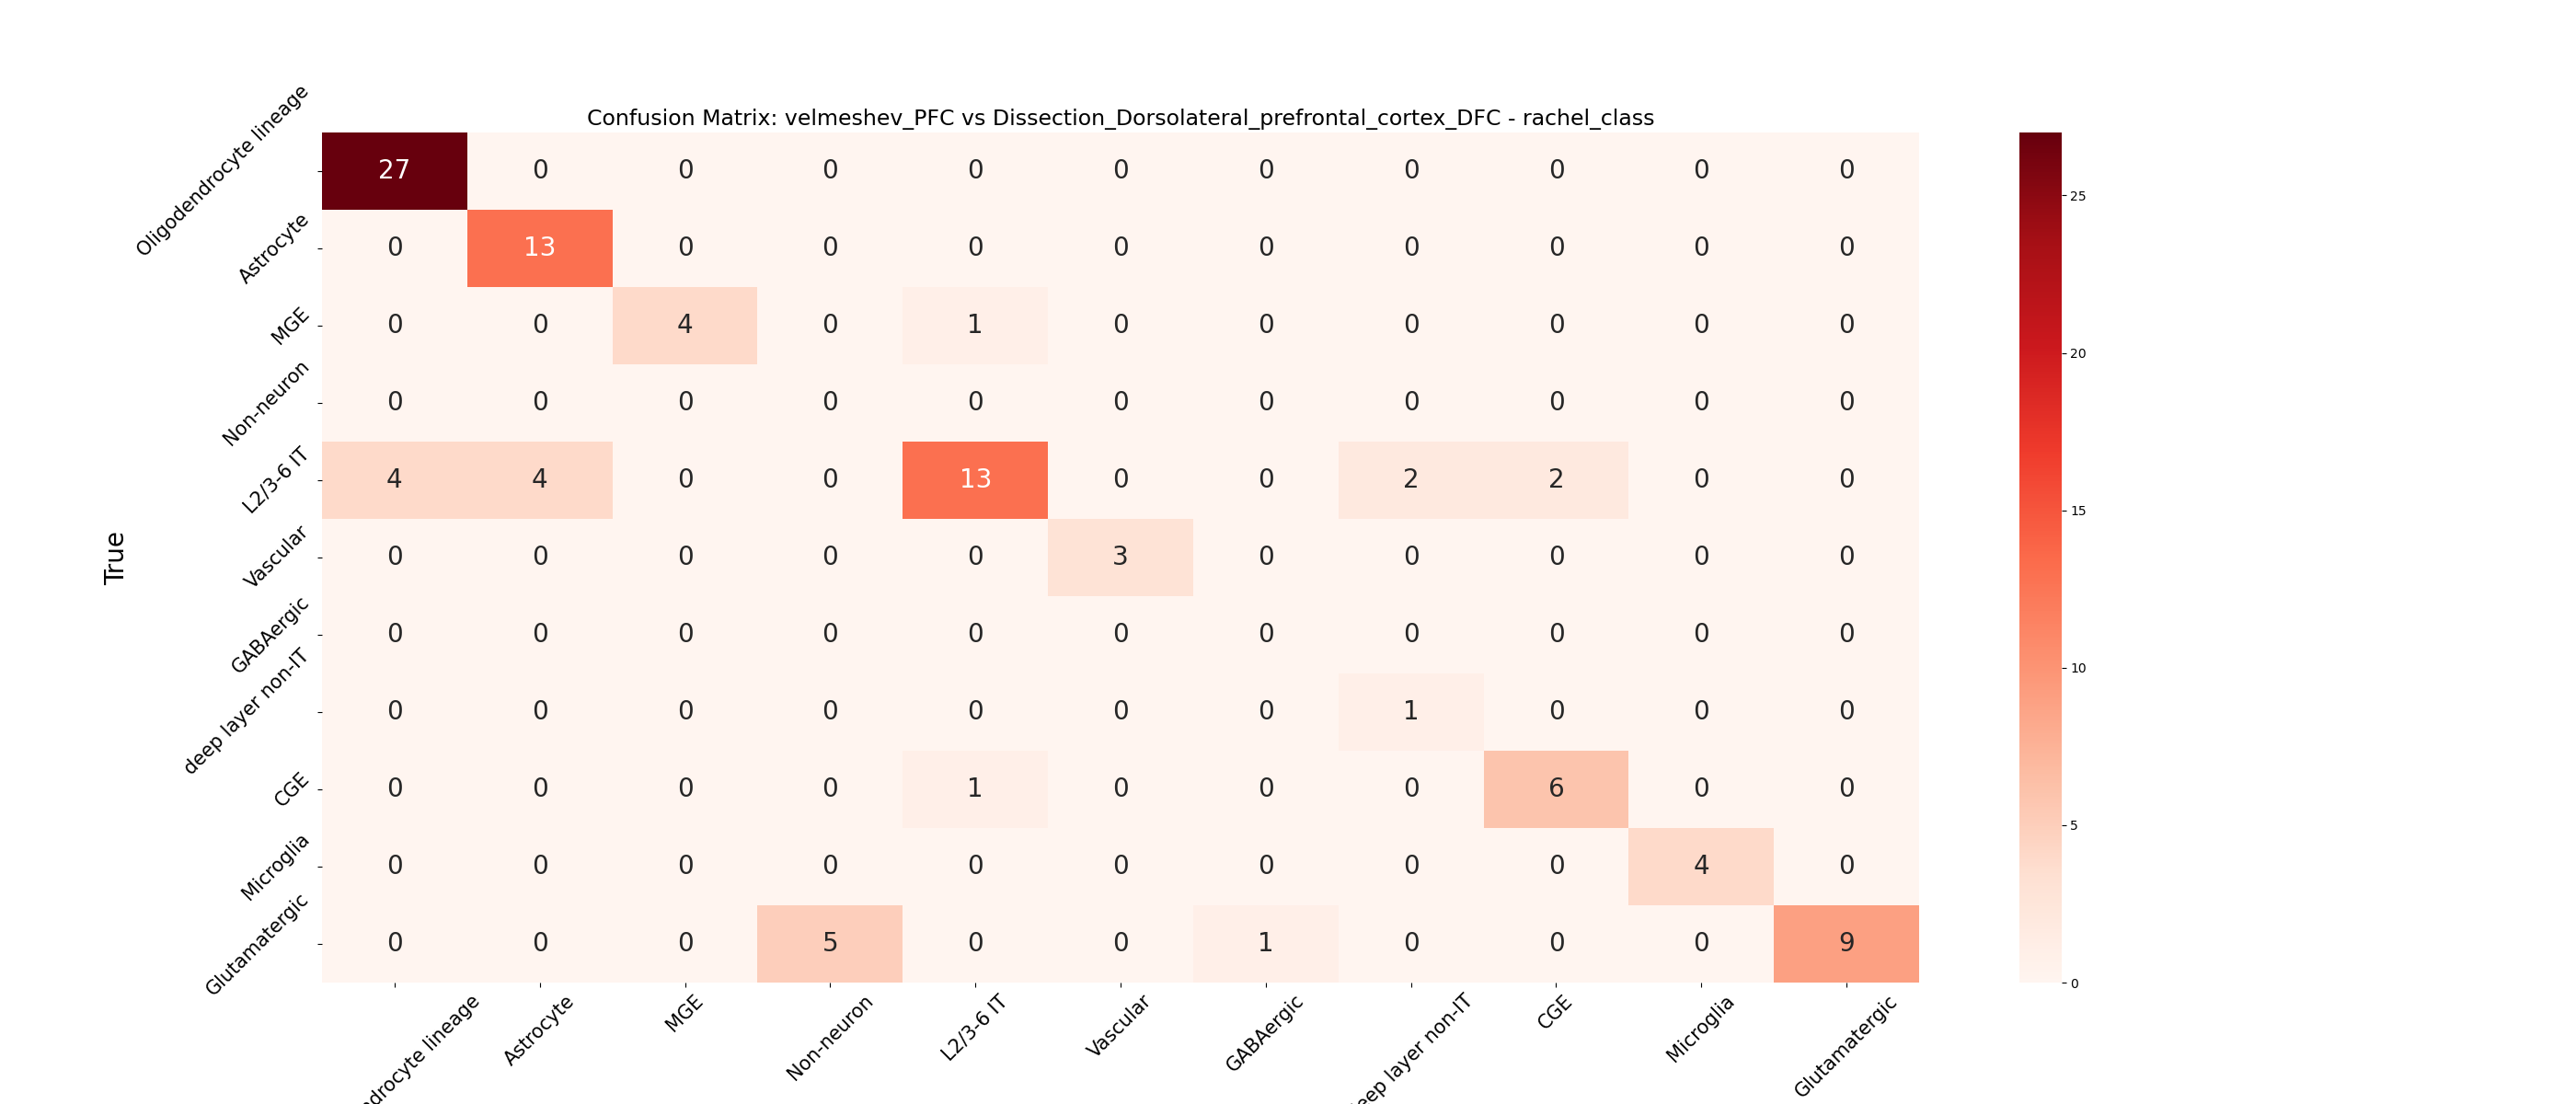 Confusion Matrix: velmeshev_PFC vs Dissection_Dorsolateral_prefrontal_cortex_DFC - rachel_class
True
Oligodendrocyte lineage 27 0 0 0 0 0 0 0 0 0 0
Astrocyte 0 13 0 0 0 0 0 0 0 0 0
MGE 0 0 4 0 1 0 0 0 0 0 0
Non-neuron 0 0 0 0 0 0 0 0 0 0 0
L2/3-6 IT 4 4 0 0 13 0 0 2 2 0 0
Vascular 0 0 0 0 0 3 0 0 0 0 0
GABAergic 0 0 0 0 0 0 0 0 0 0 0
deep layer non-IT 0 0 0 0 0 0 0 1 0 0 0
CGE 0 0 0 0 1 0 0 0 6 0 0
Microglia 0 0 0 0 0 0 0 0 0 4 0
Glutamatergic 0 0 0 5 0 0 1 0 0 0 9
ndrocyte lineage
Astrocyte
MGE
Non-neuron
L2/3-6 IT
Vascular
GABAergic
eep layer non-IT
CGE
Microglia
Glutamatergic
25
20
15
10
5
0